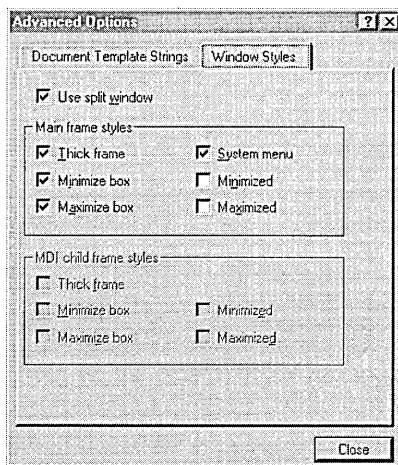 Advanced Options
Document Template Strings Window Styles
Use split window
Main frame styles
Thick frame System menu
Minimize box Minimized
Maximize box Maximized
MDI child frame styles
Thick frame
Minimize box Minimized
Maximize box Maximized
Close